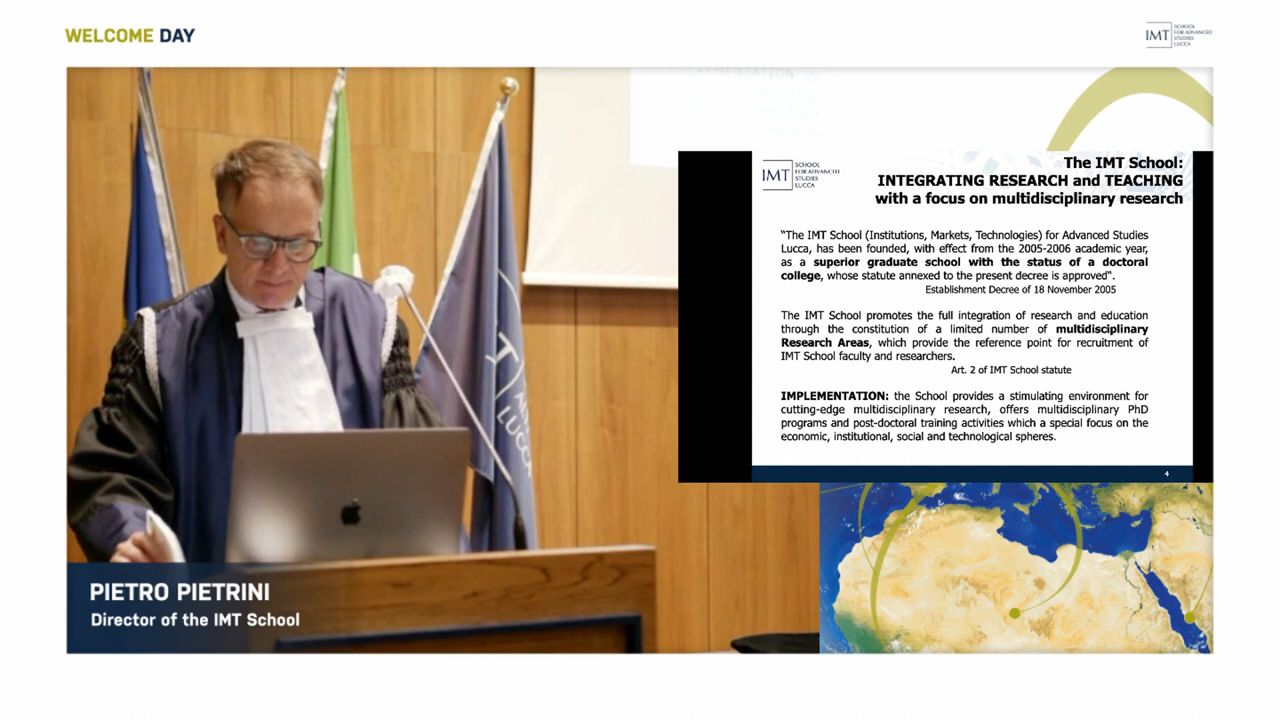 WELCOME DAY
IMT
SCHOOL
FOR ADVANCED
STUDIES
LUCCA
LUCCA
IMT
SCHOOL
FOR ADVANCED
STUDIES
LUCCA
The IMT School:
INTEGRATING RESEARCH and TEACHING
with a focus on multidisciplinary research
"The IMT School (Institutions, Markets, Technologies) for Advanced Studies
Lucca, has been founded, with effect from the 2005-2006 academic year,
as a superior graduate school with the status of a doctoral
college, whose statute annexed to the present decree is approved".
Establishment Decree of 18 November 2005
The IMT School promotes the full integration of research and education
through the constitution of a limited number of multidisciplinary
Research Areas, which provide the reference point for recruitment of
IMT School faculty and researchers.
Art. 2 of IMT School statute
IMPLEMENTATION: the School provides a stimulating environment for
cutting-edge multidisciplinary research, offers multidisciplinary PhD
programs and post-doctoral training activities which a special focus on the
economic, institutional, social and technological spheres.
4
PIETRO PIETRINI
Director of the IMT School